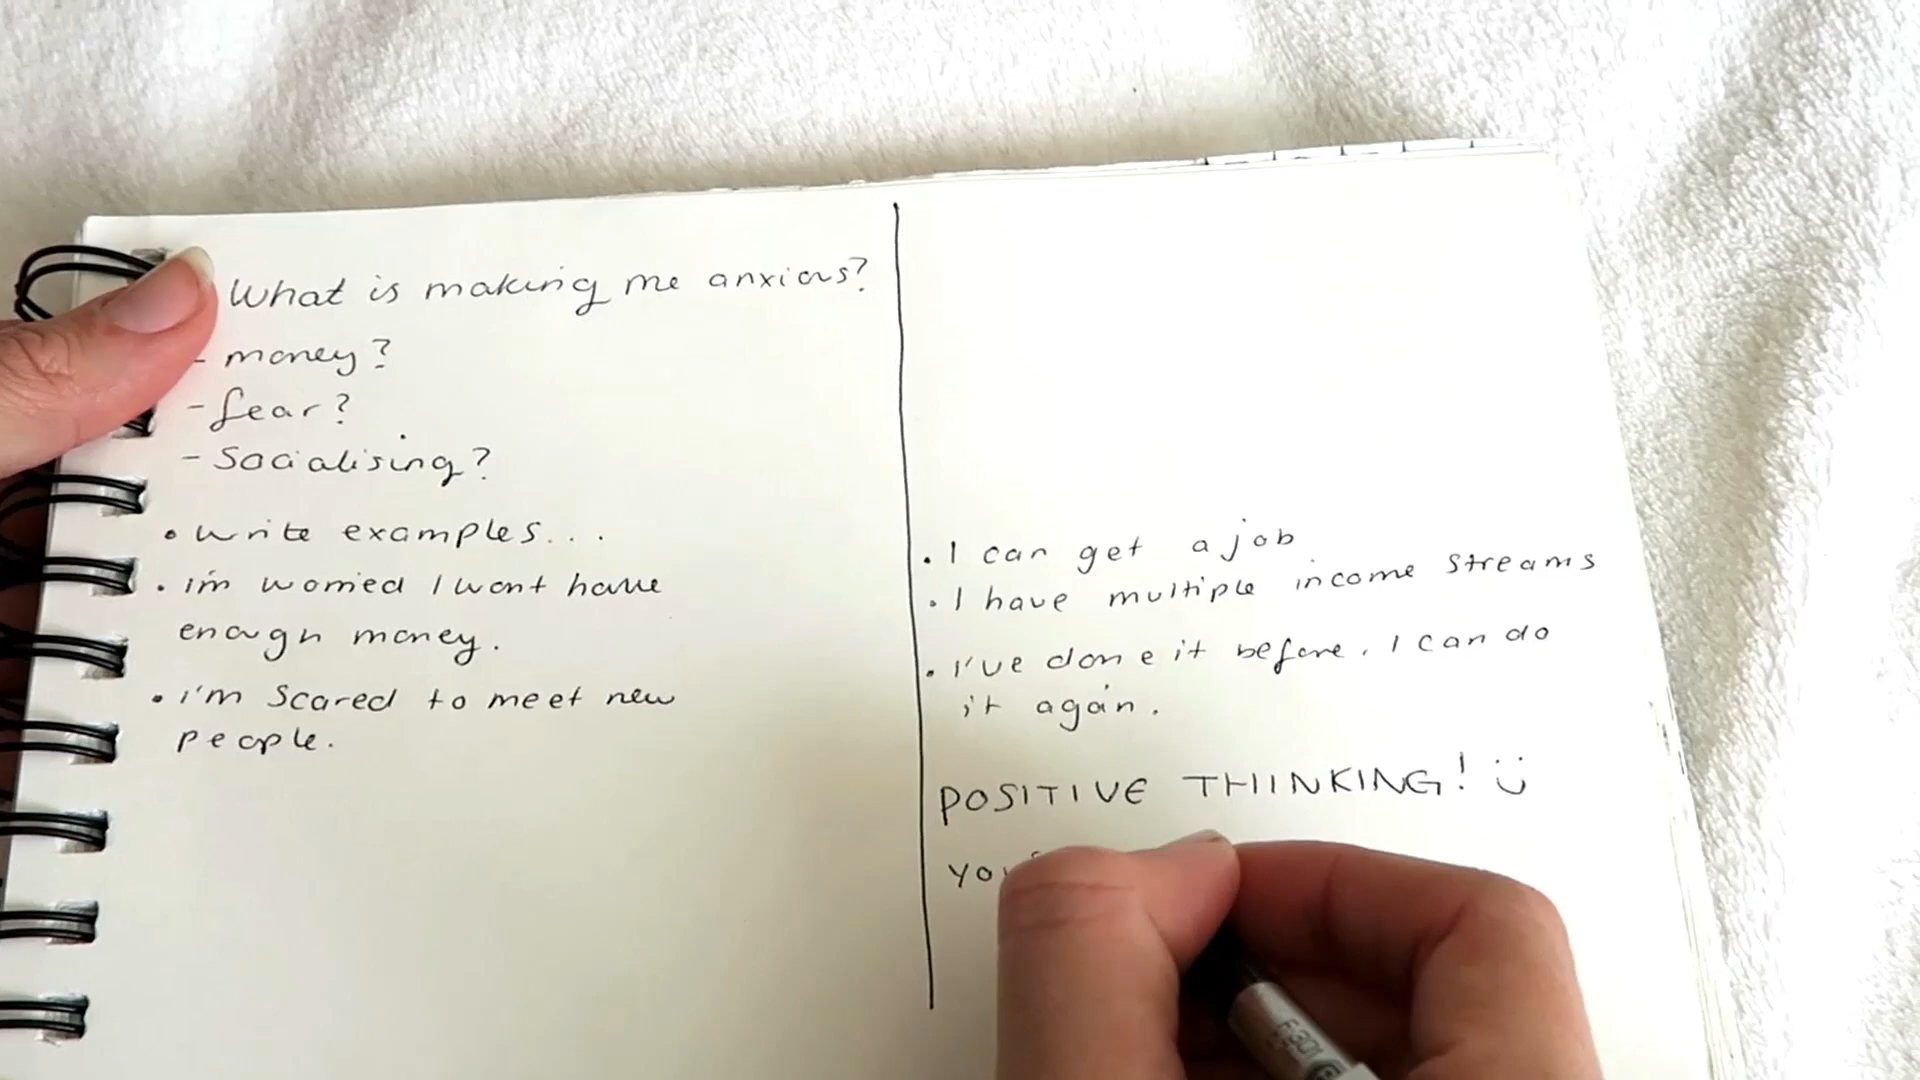 What is making me anxious?
- money?
- fear?
- Socialising?
• write examples...
• i'm worried I wont have
enough money.
• i'm scared to meet new
people.
• I can get a job
• I have multiple income streams
• I've done it before. I can do
it again.
POSITIVE THINKING! :)